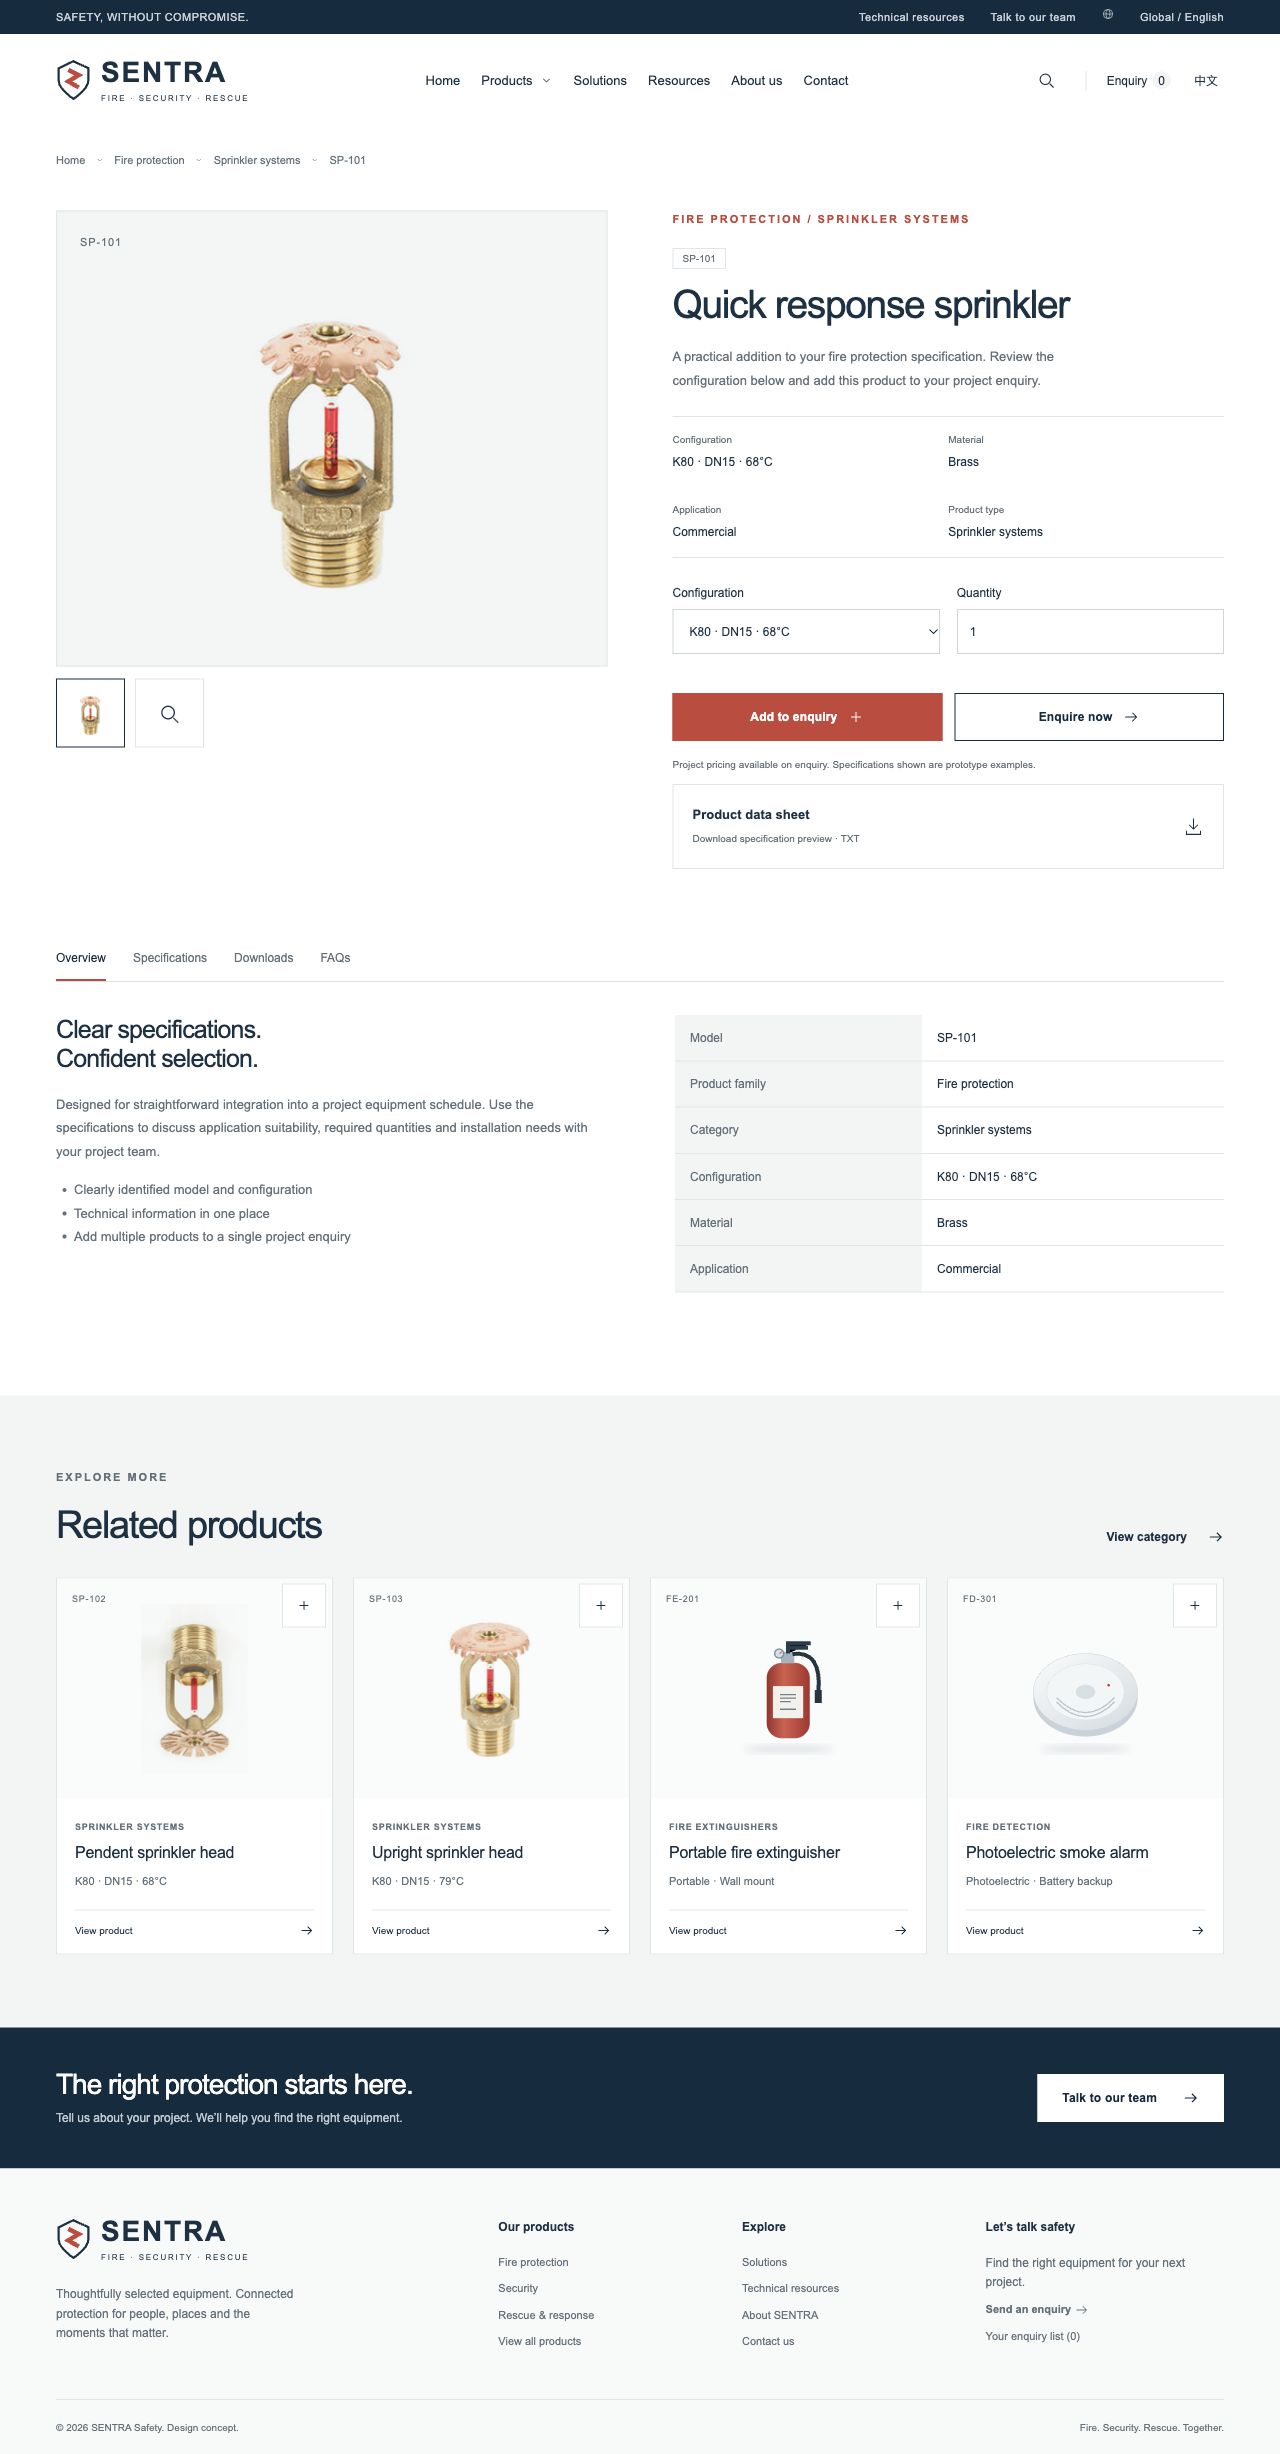 SAFETY, WITHOUT COMPROMISE.
Technical resources
Talk to our team
Global / English
SENTRA
FIRE · SECURITY · RESCUE
Home
Products
Solutions
Resources
About us
Contact
Enquiry 0
中文
Home
Fire protection
Sprinkler systems
SP-101
SP-101
FIRE PROTECTION / SPRINKLER SYSTEMS
SP-101
Quick response sprinkler
A practical addition to your fire protection specification. Review the
configuration below and add this product to your project enquiry.
Configuration
K80 · DN15 · 68°C
Material
Brass
Application
Commercial
Product type
Sprinkler systems
Configuration
K80 · DN15 · 68°C
Quantity
1
Add to enquiry
Enquire now
Project pricing available on enquiry. Specifications shown are prototype examples.
Product data sheet
Download specification preview · TXT
Overview
Specifications
Downloads
FAQs
Clear specifications.
Confident selection.
Designed for straightforward integration into a project equipment schedule. Use the
specifications to discuss application suitability, required quantities and installation needs with
your project team.
• Clearly identified model and configuration
• Technical information in one place
• Add multiple products to a single project enquiry
Model SP-101
Product family Fire protection
Category Sprinkler systems
Configuration K80 · DN15 · 68°C
Material Brass
Application Commercial
EXPLORE MORE
Related products
View category
SP-102
SPRINKLER SYSTEMS
Pendent sprinkler head
K80 · DN15 · 68°C
View product
SP-103
SPRINKLER SYSTEMS
Upright sprinkler head
K80 · DN15 · 79°C
View product
FE-201
FIRE EXTINGUISHERS
Portable fire extinguisher
Portable · Wall mount
View product
FD-301
FIRE DETECTION
Photoelectric smoke alarm
Photoelectric · Battery backup
View product
The right protection starts here.
Tell us about your project. We'll help you find the right equipment.
Talk to our team
SENTRA
FIRE · SECURITY · RESCUE
Thoughtfully selected equipment. Connected
protection for people, places and the
moments that matter.
Our products
Fire protection
Security
Rescue & response
View all products
Explore
Solutions
Technical resources
About SENTRA
Contact us
Let's talk safety
Find the right equipment for your next
project.
Send an enquiry
Your enquiry list (0)
© 2026 SENTRA Safety. Design concept.
Fire. Security. Rescue. Together.